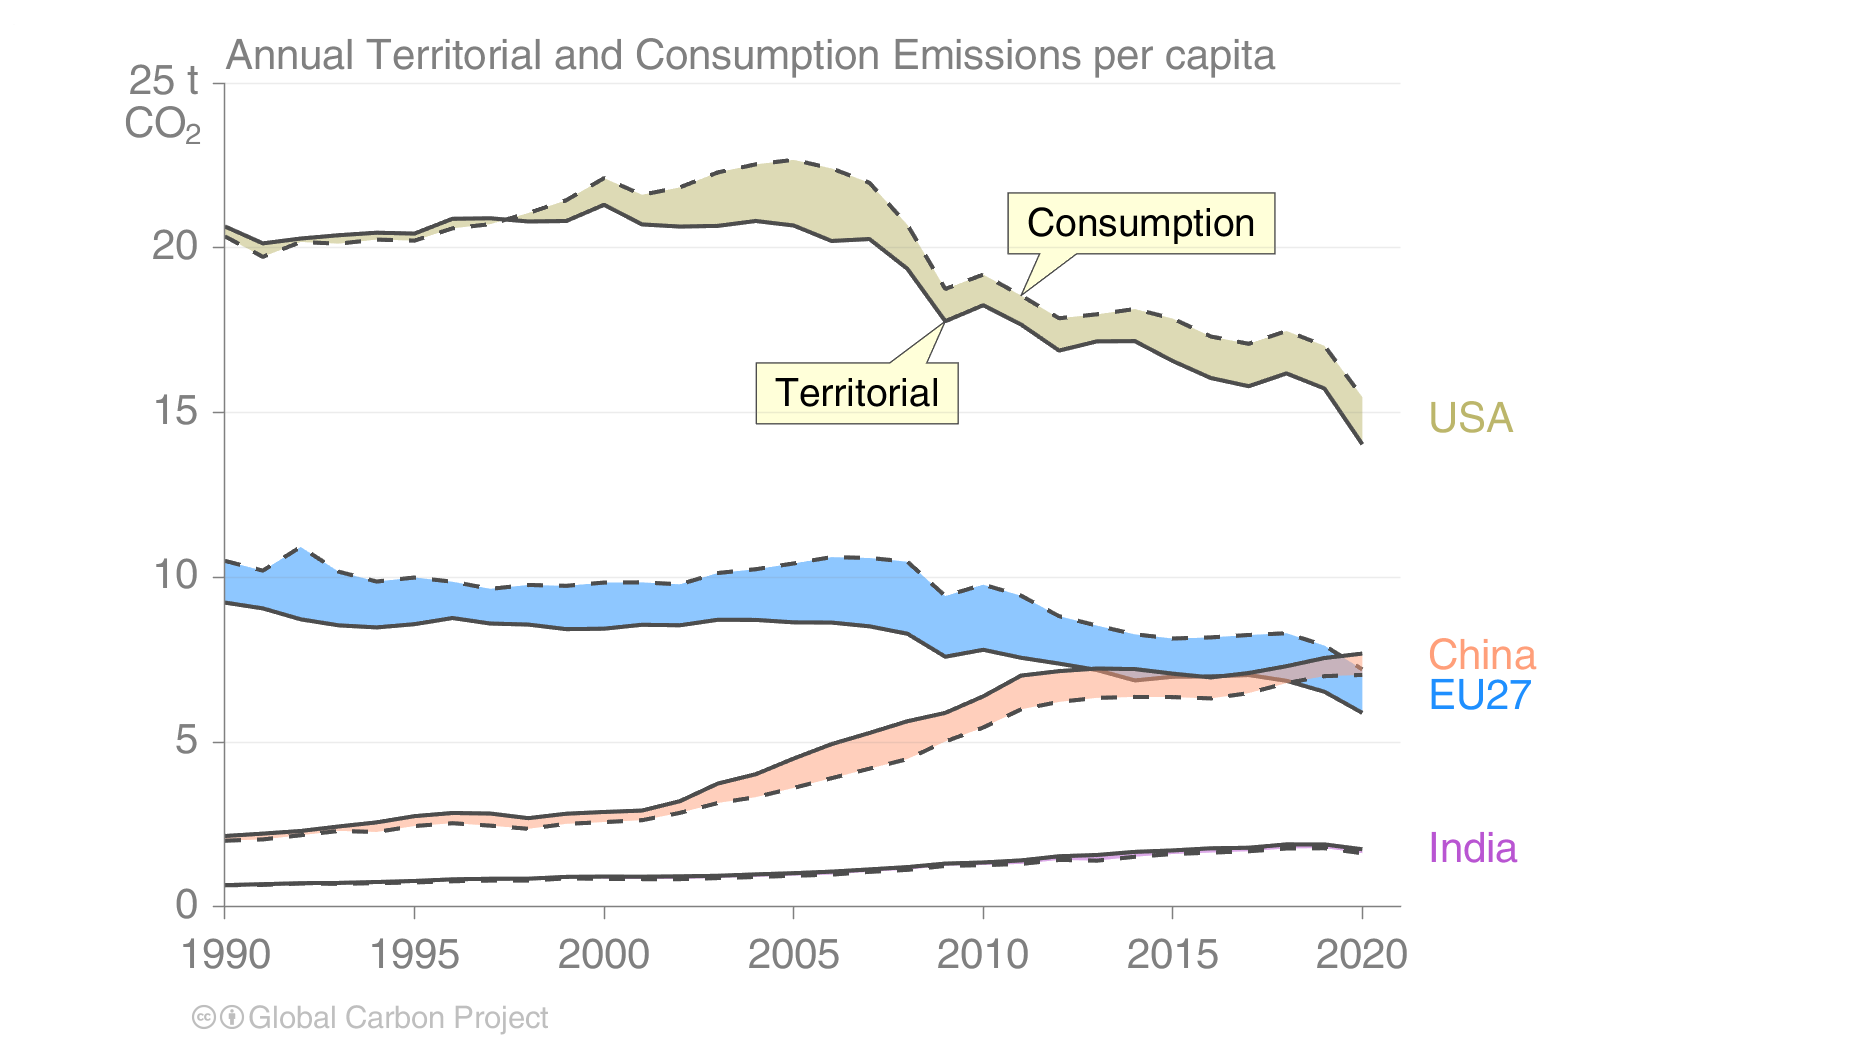 Annual Territorial and Consumption Emissions per capita
25 t
CO₂
20
15
10
5
0
Consumption
Territorial
USA
China
EU27
India
1990 1995 2000 2005 2010 2015 2020
cc Global Carbon Project